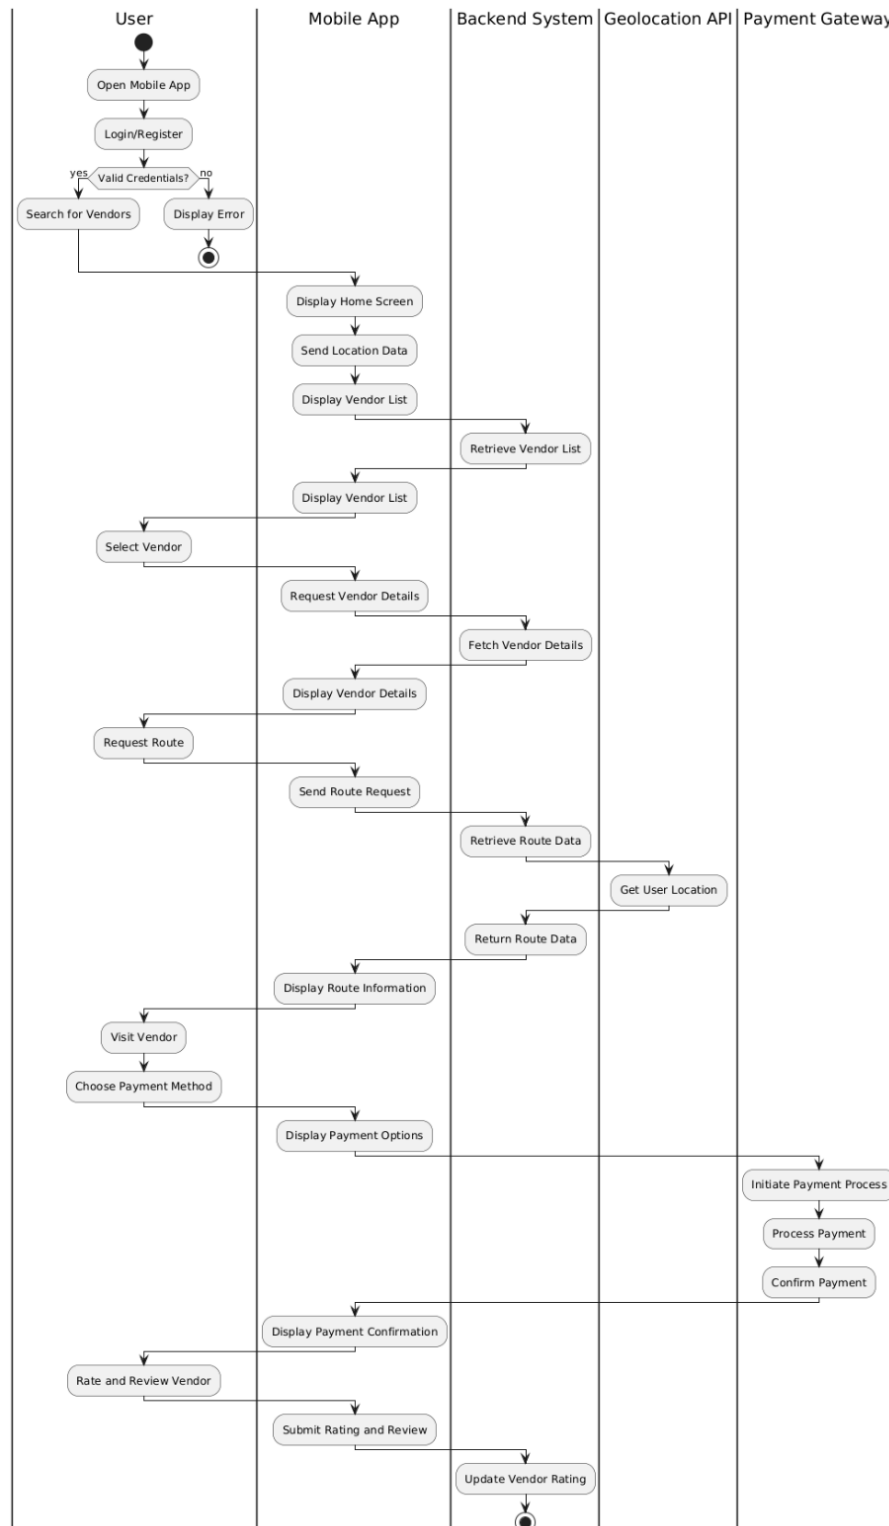 User
Mobile App
Backend System
Geolocation API
Payment Gateway
Open Mobile App
Login/Register
yes
Valid Credentials?
no
Search for Vendors
Display Error
Display Home Screen
Send Location Data
Display Vendor List
Retrieve Vendor List
Display Vendor List
Select Vendor
Request Vendor Details
Fetch Vendor Details
Display Vendor Details
Request Route
Send Route Request
Retrieve Route Data
Get User Location
Return Route Data
Display Route Information
Visit Vendor
Choose Payment Method
Display Payment Options
Initiate Payment Process
Process Payment
Confirm Payment
Display Payment Confirmation
Rate and Review Vendor
Submit Rating and Review
Update Vendor Rating